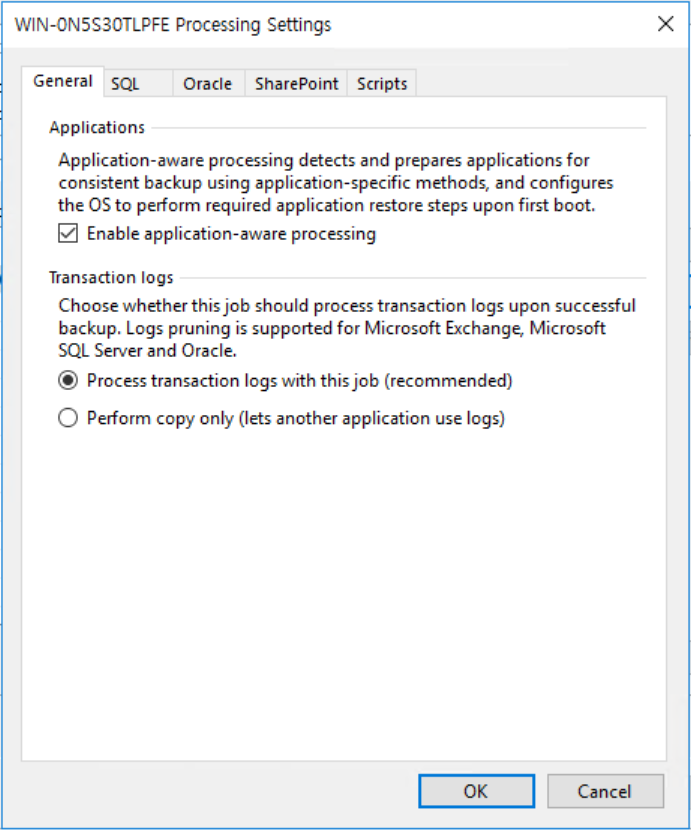 WIN-0N5S30TLPFE Processing Settings
General SQL Oracle SharePoint Scripts
Applications
Application-aware processing detects and prepares applications for
consistent backup using application-specific methods, and configures
the OS to perform required application restore steps upon first boot.
Enable application-aware processing
Transaction logs
Choose whether this job should process transaction logs upon successful
backup. Logs pruning is supported for Microsoft Exchange, Microsoft
SQL Server and Oracle.
Process transaction logs with this job (recommended)
Perform copy only (lets another application use logs)
OK Cancel